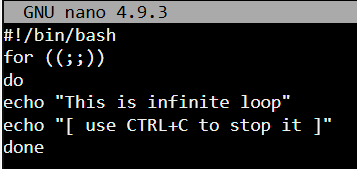 GNU nano 4.9.3
#!/bin/bash
for ((;;))
do
echo "This is infinite loop"
echo "[ use CTRL+C to stop it ]"
done